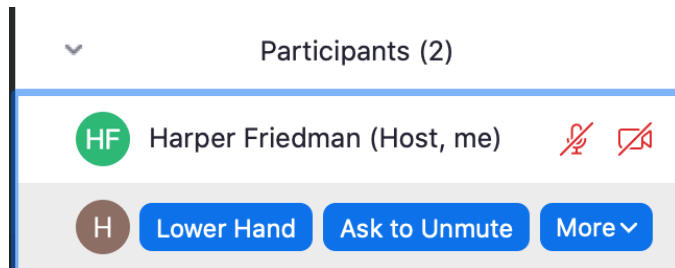 Participants (2)
HF Harper Friedman (Host, me)
H Lower Hand Ask to Unmute More